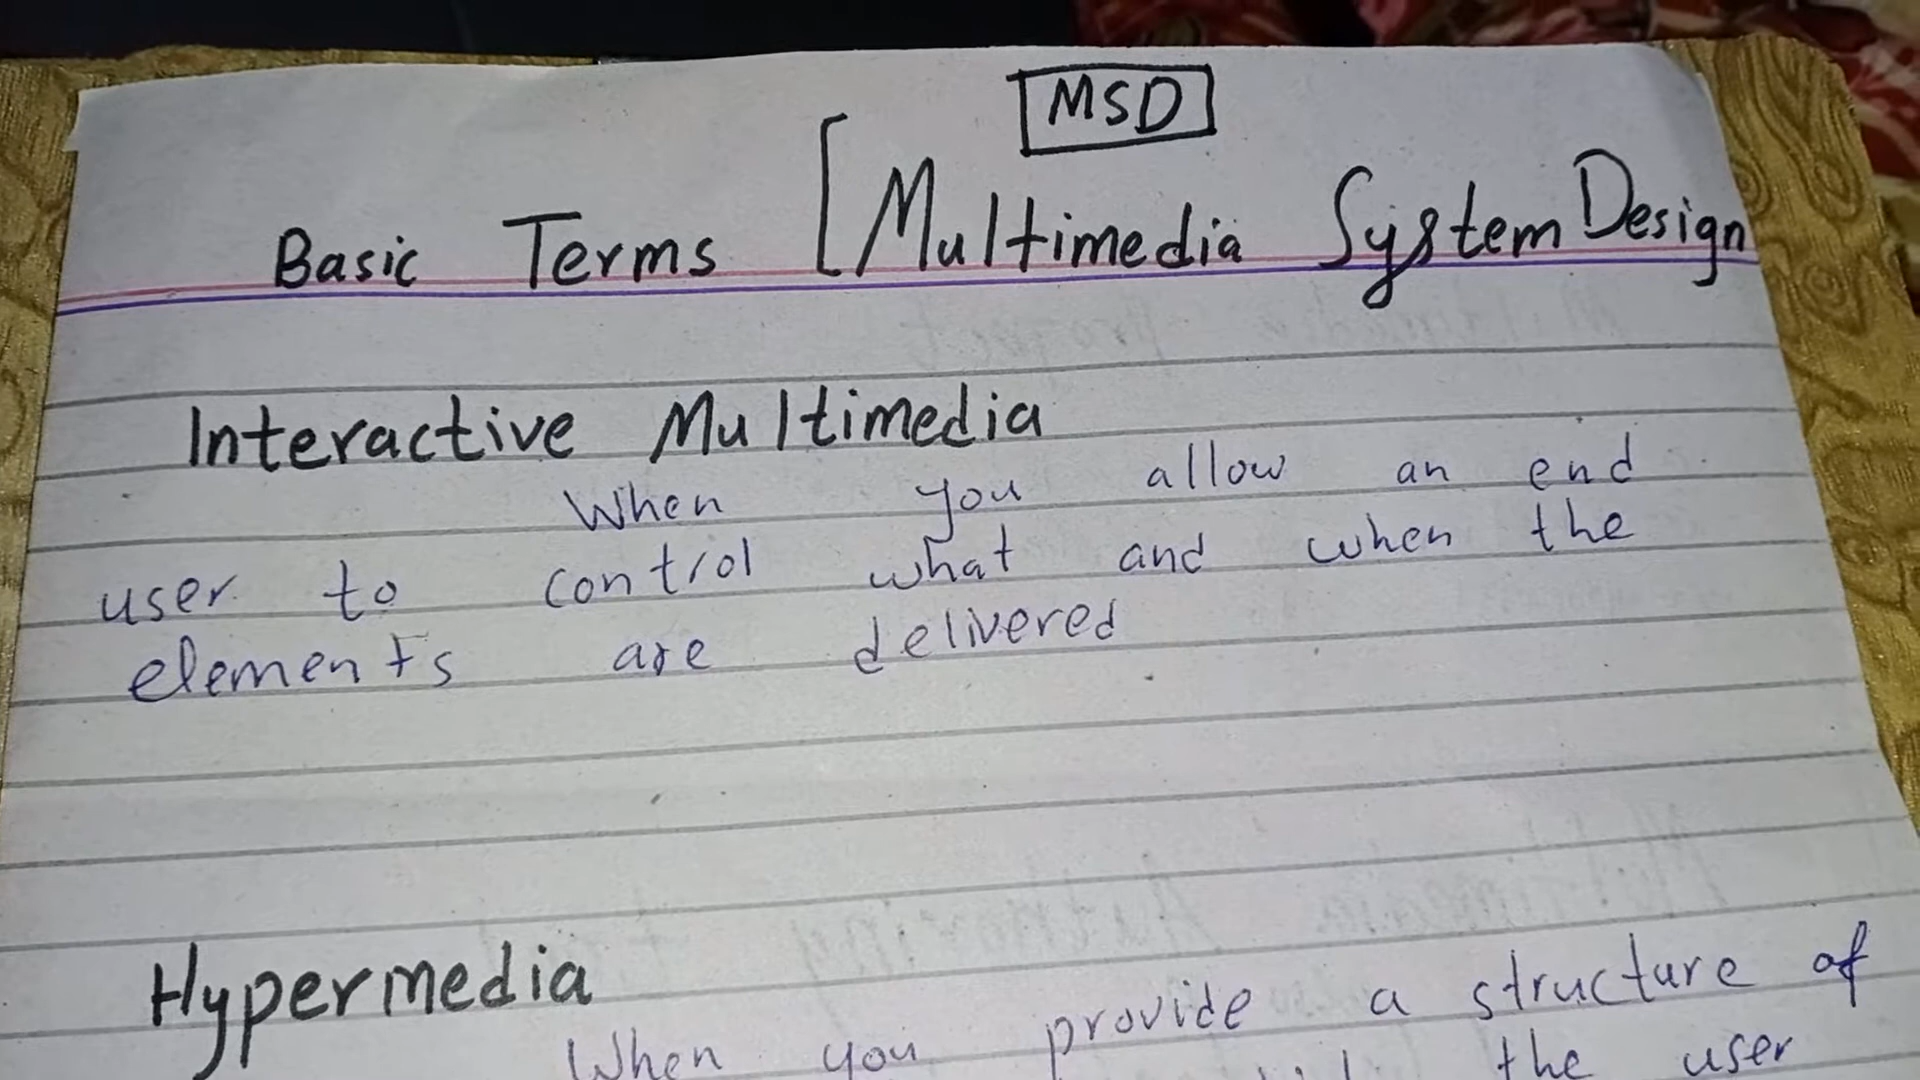 MSD
Basic Terms [Multimedia System Design
Interactive Multimedia
When you allow an end
user to control what and when the
elements are delivered
Hypermedia
When you provide a structure of
the user